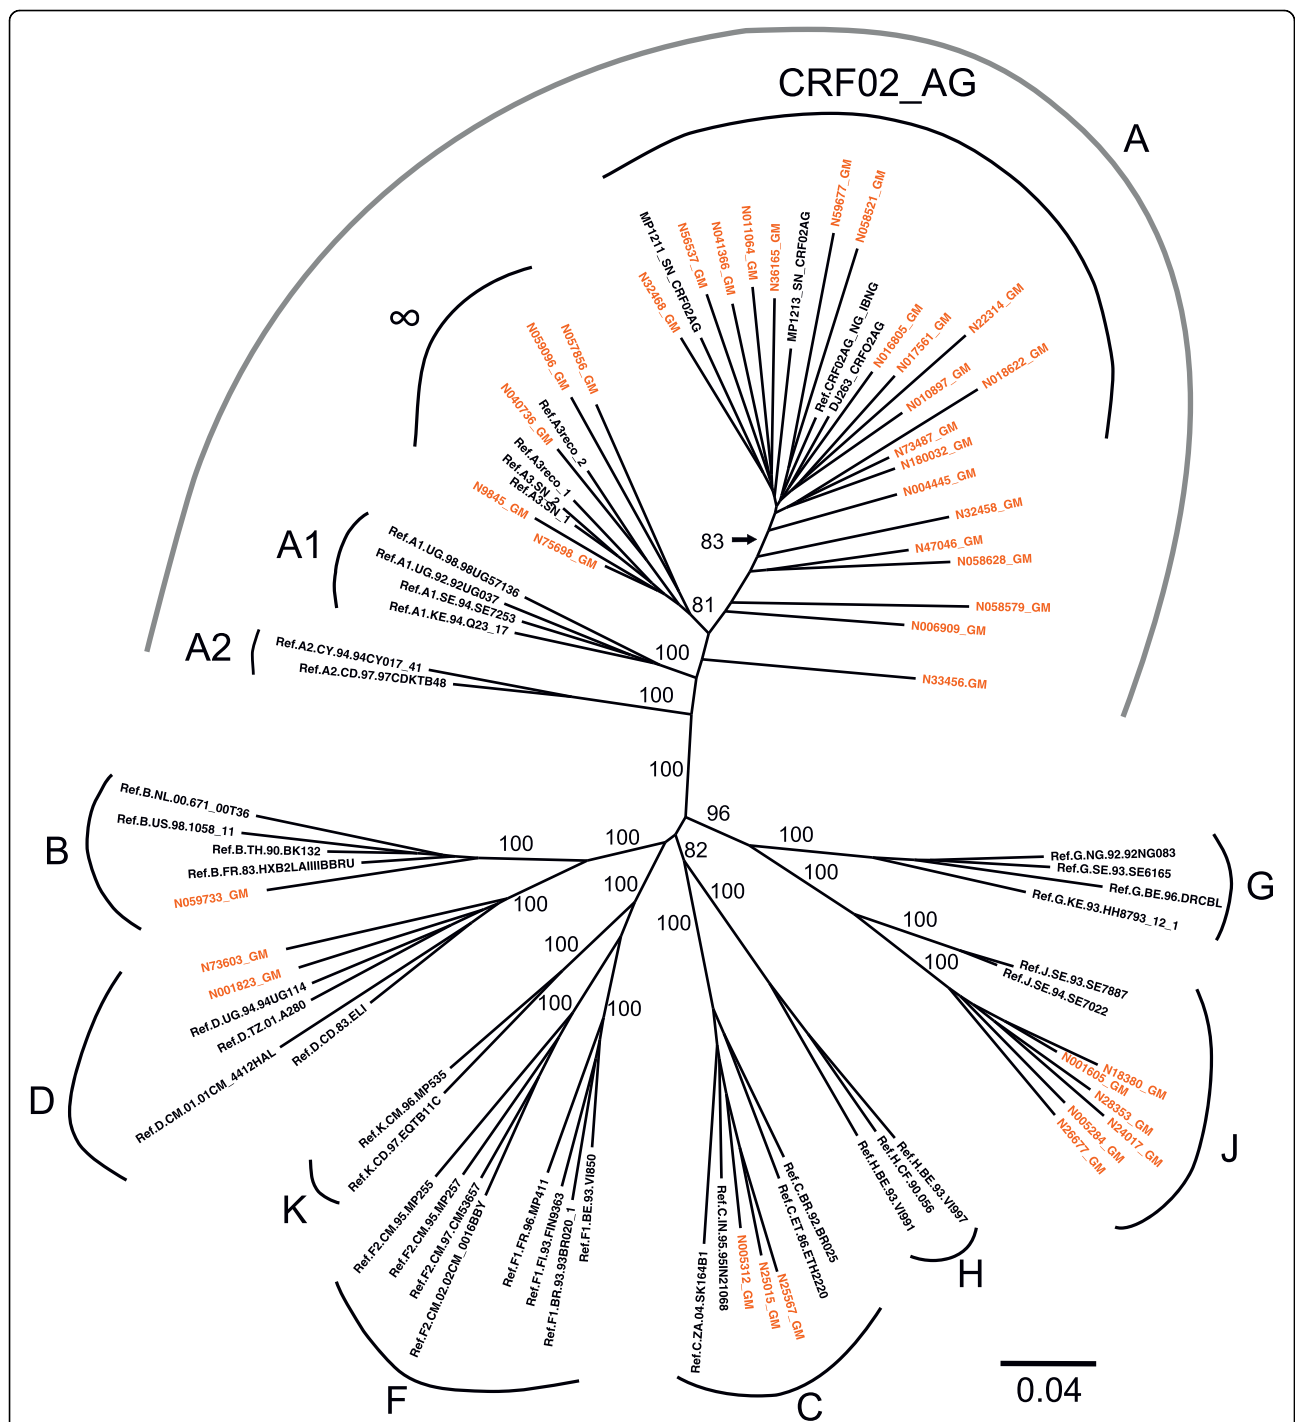 CRF02_AG
A
N59677_GM
N058521_GM
MP1211_SN_CRF02AG
N56537_GM
N041366_GM
N011064_GM
N36165_GM
MP1213_SN_CRF02AG
N32468_GM
Ref.CRF02AG_NG_IBNG
DJ263_CRFO2AG
N016805_GM
N017561_GM
N22314_GM
N010897_GM
N018622_GM
N73487_GM
N180032_GM
N004445_GM
N32458_GM
N47046_GM
N058628_GM
N058579_GM
N006909_GM
N33456.GM
∞
N057856_GM
N059096_GM
N040736_GM
Ref.A3reco_2
Ref.A3reco_1
Ref.A3.SN_2
Ref.A3.SN_1
N9845_GM
N75698_GM
83
81
A1
Ref.A1.UG.98.98UG57136
Ref.A1.UG.92.92UG037
Ref.A1.SE.94.SE7253
Ref.A1.KE.94.Q23_17
100
A2
Ref.A2.CY.94.94CY017_41
Ref.A2.CD.97.97CDKTB48
100
100
96
82
B
Ref.B.NL.00.671_00T36
Ref.B.US.98.1058_11
Ref.B.TH.90.BK132
Ref.B.FR.83.HXB2LAIIIIBBRU
N059733_GM
100
100
100
D
N73603_GM
N001823_GM
Ref.D.UG.94.94UG114
Ref.D.TZ.01.A280
Ref.D.CD.83.ELI
Ref.D.CM.01.01CM_4412HAL
100
100
100
100
K
Ref.K.CM.96.MP535
Ref.K.CD.97.EQTB11C
F
Ref.F2.CM.95.MP255
Ref.F2.CM.95.MP257
Ref.F2.CM.97.CM53657
Ref.F2.CM.02.02CM_0016BBY
Ref.F1.FR.96.MP411
Ref.F1.FI.93.FIN9363
Ref.F1.BR.93.93BR020_1
Ref.F1.BE.93.VI850
100
100
C
Ref.C.ZA.04.SK164B1
Ref.C.IN.95.95IN21068
N005312_GM
N25015_GM
N25567_GM
Ref.C.ET.86.ETH2220
Ref.C.BR.92.BR025
H
Ref.H.BE.93.VI991
Ref.H.CF.90.056
Ref.H.BE.93.VI997
100
100
100
100
G
Ref.G.NG.92.92NG083
Ref.G.SE.93.SE6165
Ref.G.BE.96.DRCBL
Ref.G.KE.93.HH8793_12_1
J
Ref.J.SE.93.SE7887
Ref.J.SE.94.SE7022
N18380_GM
N001605_GM
N28353_GM
N24017_GM
N005284_GM
N26677_GM
0.04